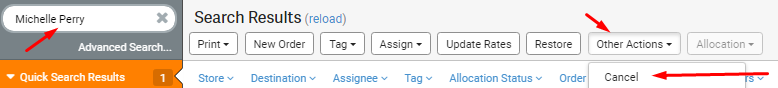 Michelle Perry
Advanced Search...
Quick Search Results 1
Search Results (reload)
Print New Order Tag Assign Update Rates Restore Other Actions Allocation
Cancel
Store Destination Assignee Tag Allocation Status Order rs